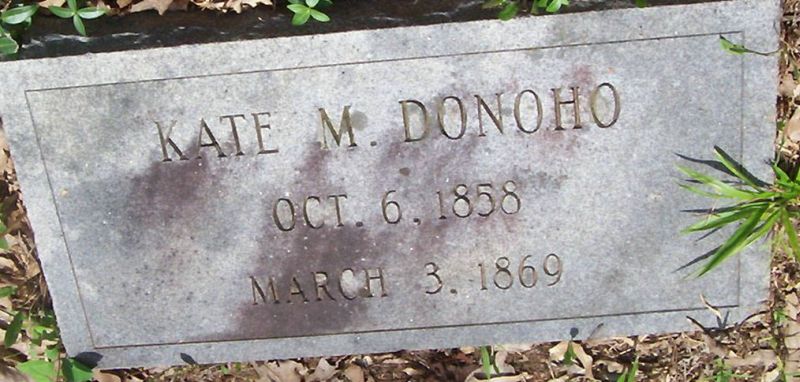 KATE M. DONOHO
OCT. 6, 1858
MARCH 3, 1869